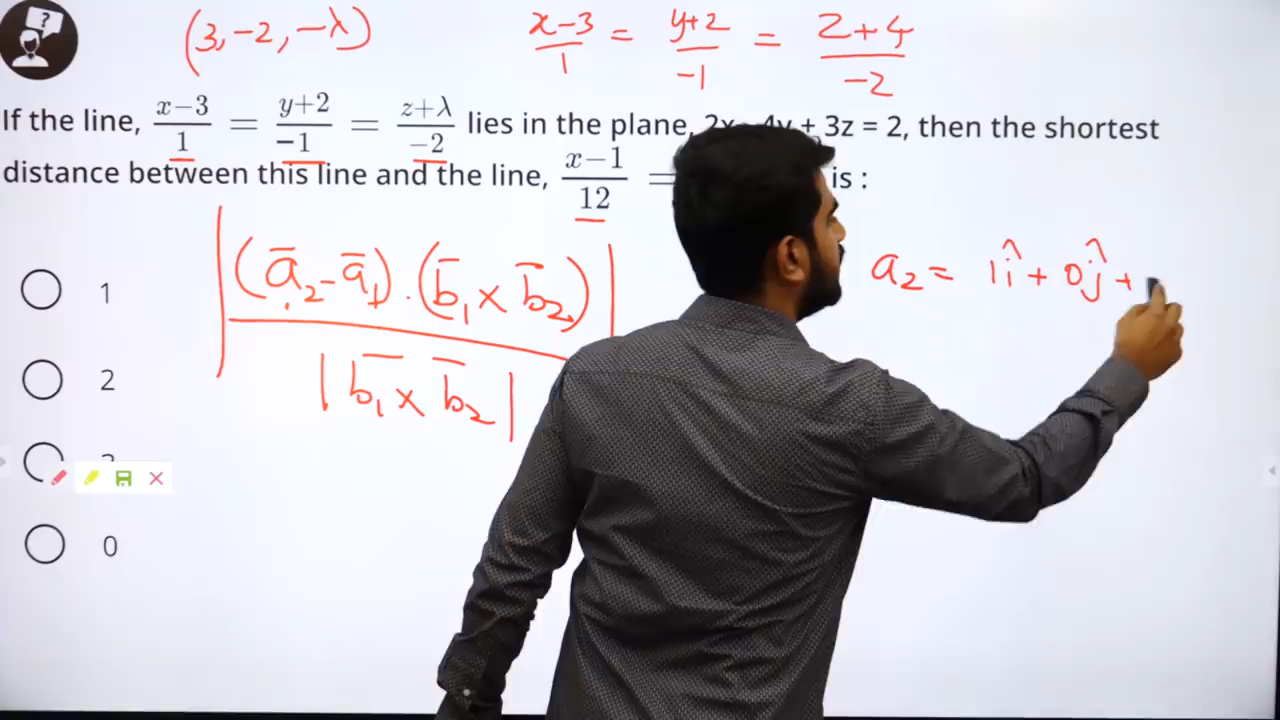 ?
(3, -2, -λ) x-3/1 = y+2/-1 = z+4/-2
If the line, x-3/1 = y+2/-1 = z+λ/-2 lies in the plane, 2x-4y + 3z = 2, then the shortest
distance between this line and the line, x-1/12 = is :
|(a̅₂-a̅₁).(b̅₁×b̅₂)| / |b̅₁×b̅₂|
a₂ = 1î + 0ĵ +
1
2
0